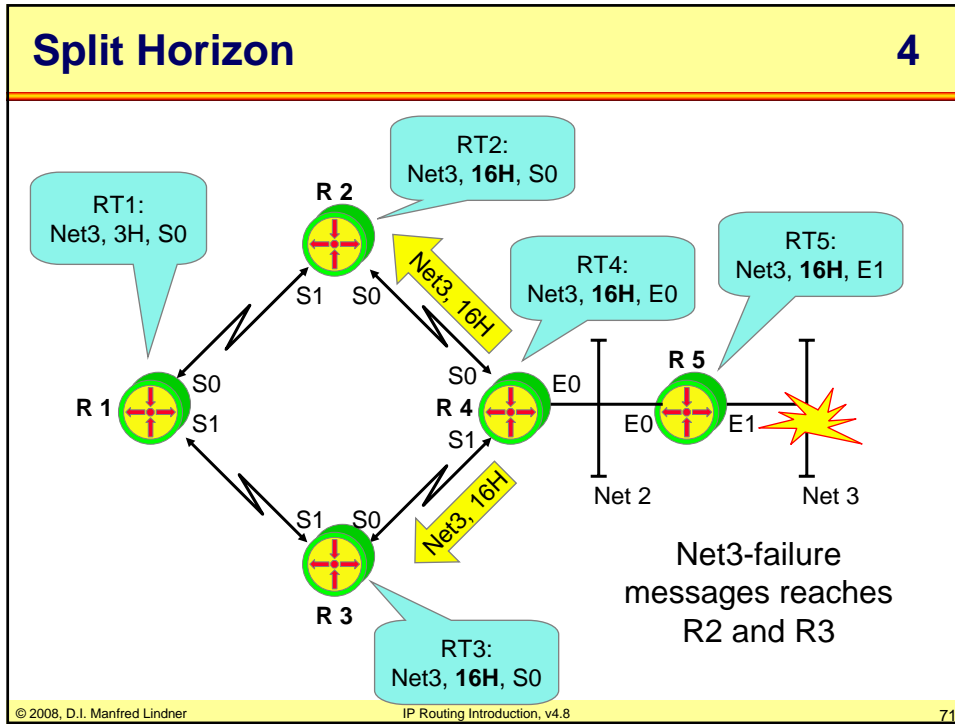 Split Horizon 4
RT2:
Net3, 16H, S0
R 2
RT1:
Net3, 3H, S0
RT4:
Net3, 16H, E0
RT5:
Net3, 16H, E1
Net3, 16H
S1 S0
S0
R 1
S1
S0
R 4
E0
S1
R 5
E0 E1
Net 2
Net 3
Net3, 16H
S1 S0
R 3
RT3:
Net3, 16H, S0
Net3-failure
messages reaches
R2 and R3
© 2008, D.I. Manfred Lindner IP Routing Introduction, v4.8 71